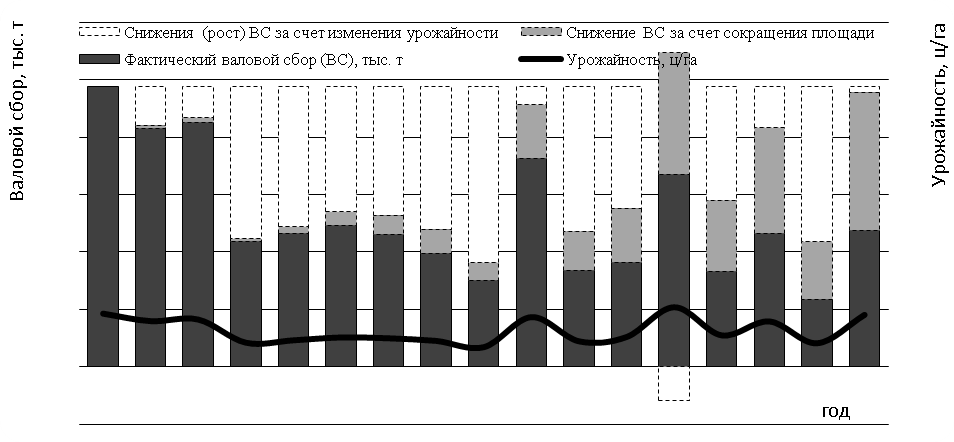 Валовой сбор, тыс. т
Снижения (рост) ВС за счет изменения урожайности
Снижение ВС за счет сокращения площади
Фактический валовой сбор (ВС), тыс. т
Урожайность, ц/га
Урожайность, ц/га
год